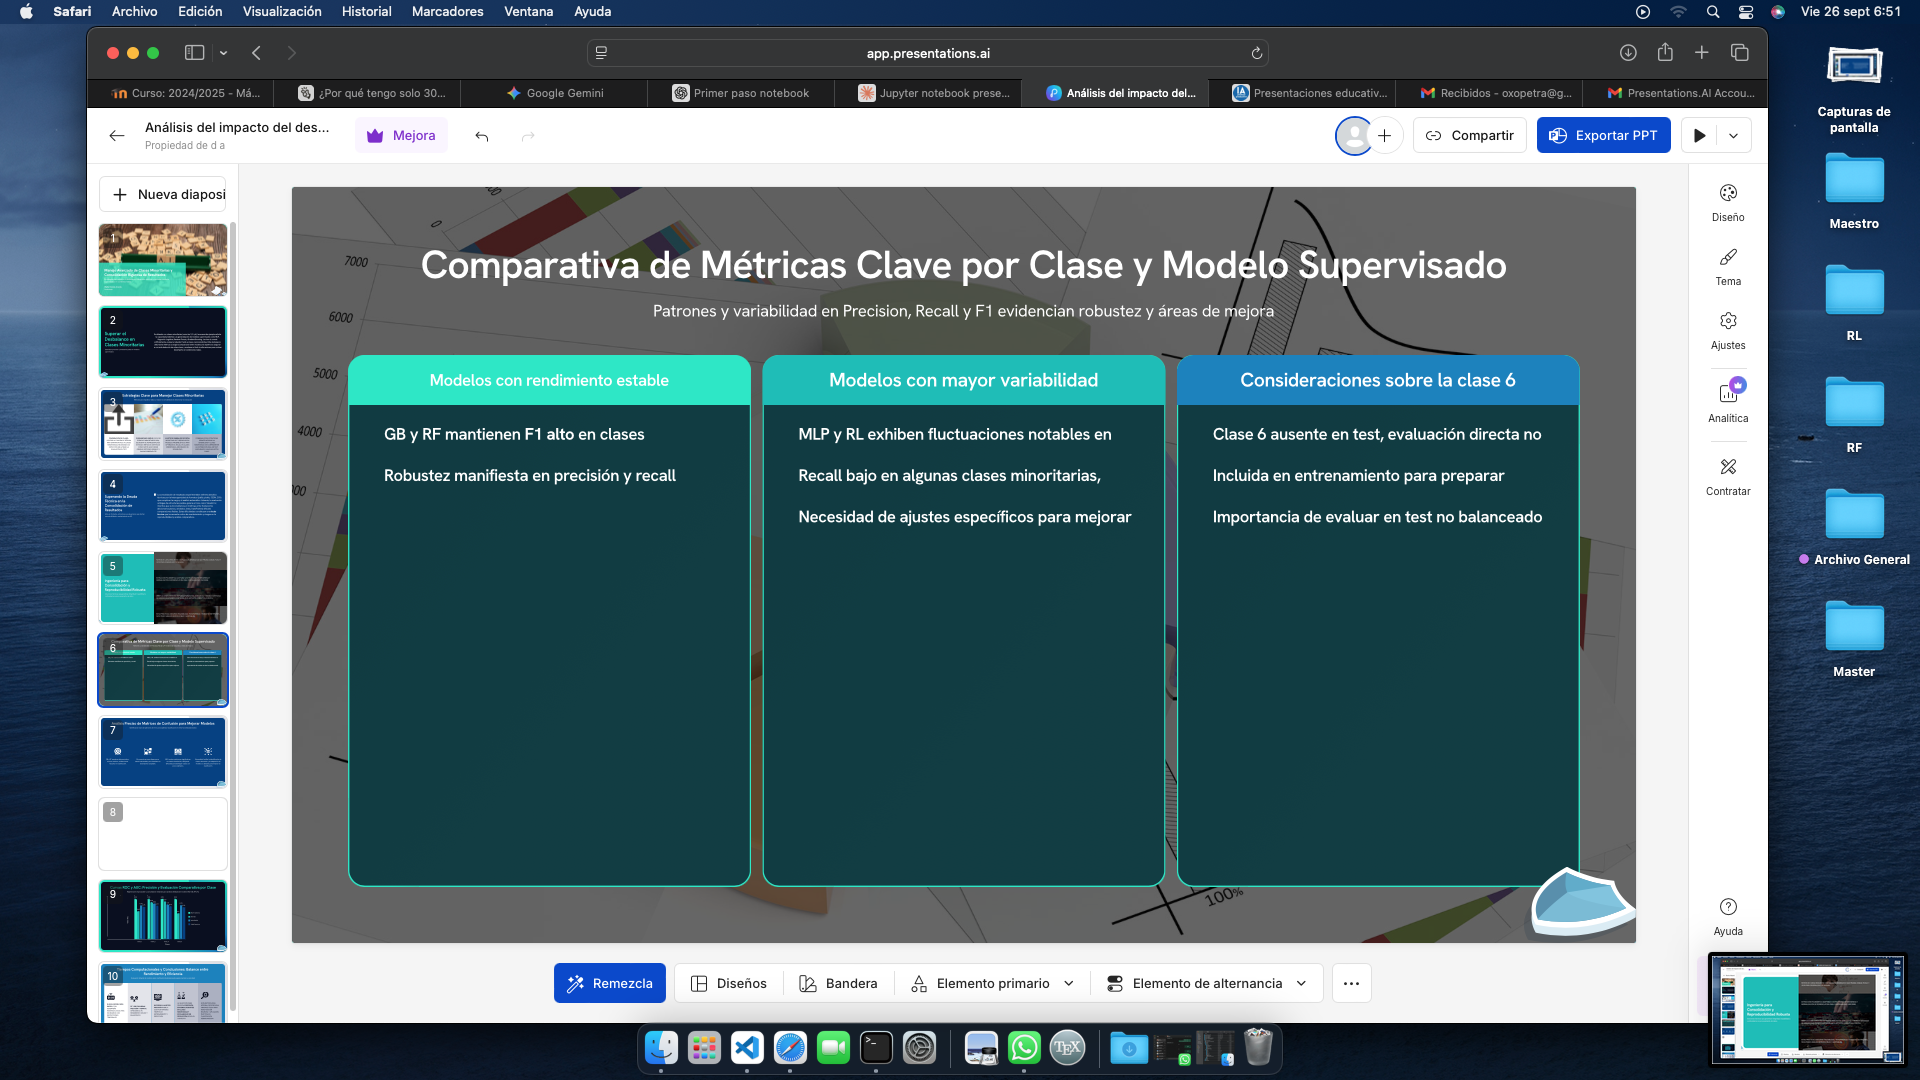 Safari Archivo Edición Visualización Historial Marcadores Ventana Ayuda
Vie 26 sept 6:51
app.presentations.ai
Curso: 2024/2025 - Má...
¿Por qué tengo solo 30...
Google Gemini
Primer paso notebook
Jupyter notebook prese...
Análisis del impacto del...
Presentaciones educativ...
Recibidos - oxopetra@g...
Presentations.AI Accou...
Análisis del impacto del des...
Propiedad de d a
Mejora
Compartir
Exportar PPT
Nueva diaposi
1
2
3
4
5
6
7
8
9
10
7000
6000
5000
4000
100%
Comparativa de Métricas Clave por Clase y Modelo Supervisado
Patrones y variabilidad en Precision, Recall y F1 evidencian robustez y áreas de mejora
Modelos con rendimiento estable
GB y RF mantienen F1 alto en clases
Robustez manifiesta en precisión y recall
Modelos con mayor variabilidad
MLP y RL exhiben fluctuaciones notables en
Recall bajo en algunas clases minoritarias,
Necesidad de ajustes específicos para mejorar
Consideraciones sobre la clase 6
Clase 6 ausente en test, evaluación directa no
Incluida en entrenamiento para preparar
Importancia de evaluar en test no balanceado
Remezcla
Diseños
Bandera
Elemento primario
Elemento de alternancia
Diseño
Tema
Ajustes
Analítica
Contratar
Ayuda
Capturas de
pantalla
Maestro
RL
RF
Archivo General
Master
TEX